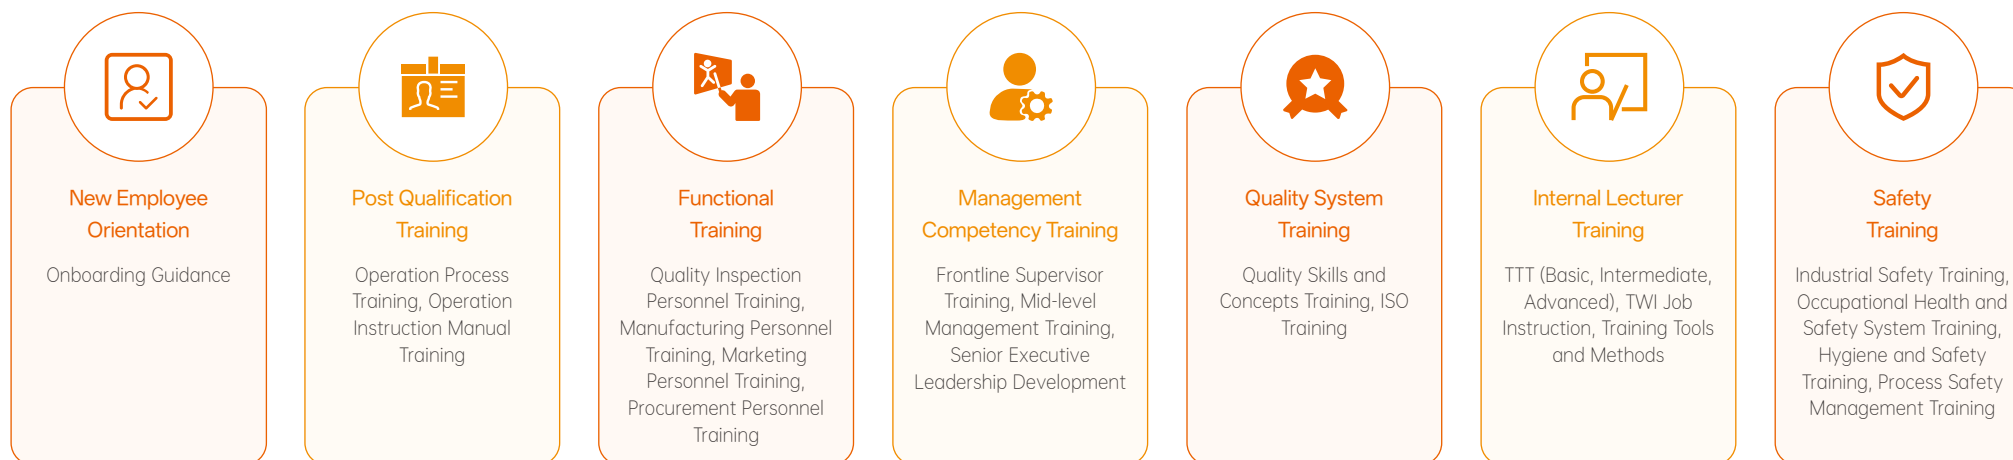 New Employee
Orientation
Onboarding Guidance
Post Qualification
Training
Operation Process
Training, Operation
Instruction Manual
Training
Functional
Training
Quality Inspection
Personnel Training,
Manufacturing Personnel
Training, Marketing
Personnel Training,
Procurement Personnel
Training
Management
Competency Training
Frontline Supervisor
Training, Mid-level
Management Training,
Senior Executive
Leadership Development
Quality System
Training
Quality Skills and
Concepts Training, ISO
Training
Internal Lecturer
Training
TTT (Basic, Intermediate,
Advanced), TWI Job
Instruction, Training Tools
and Methods
Safety
Training
Industrial Safety Training,
Occupational Health and
Safety System Training,
Hygiene and Safety
Training, Process Safety
Management Training